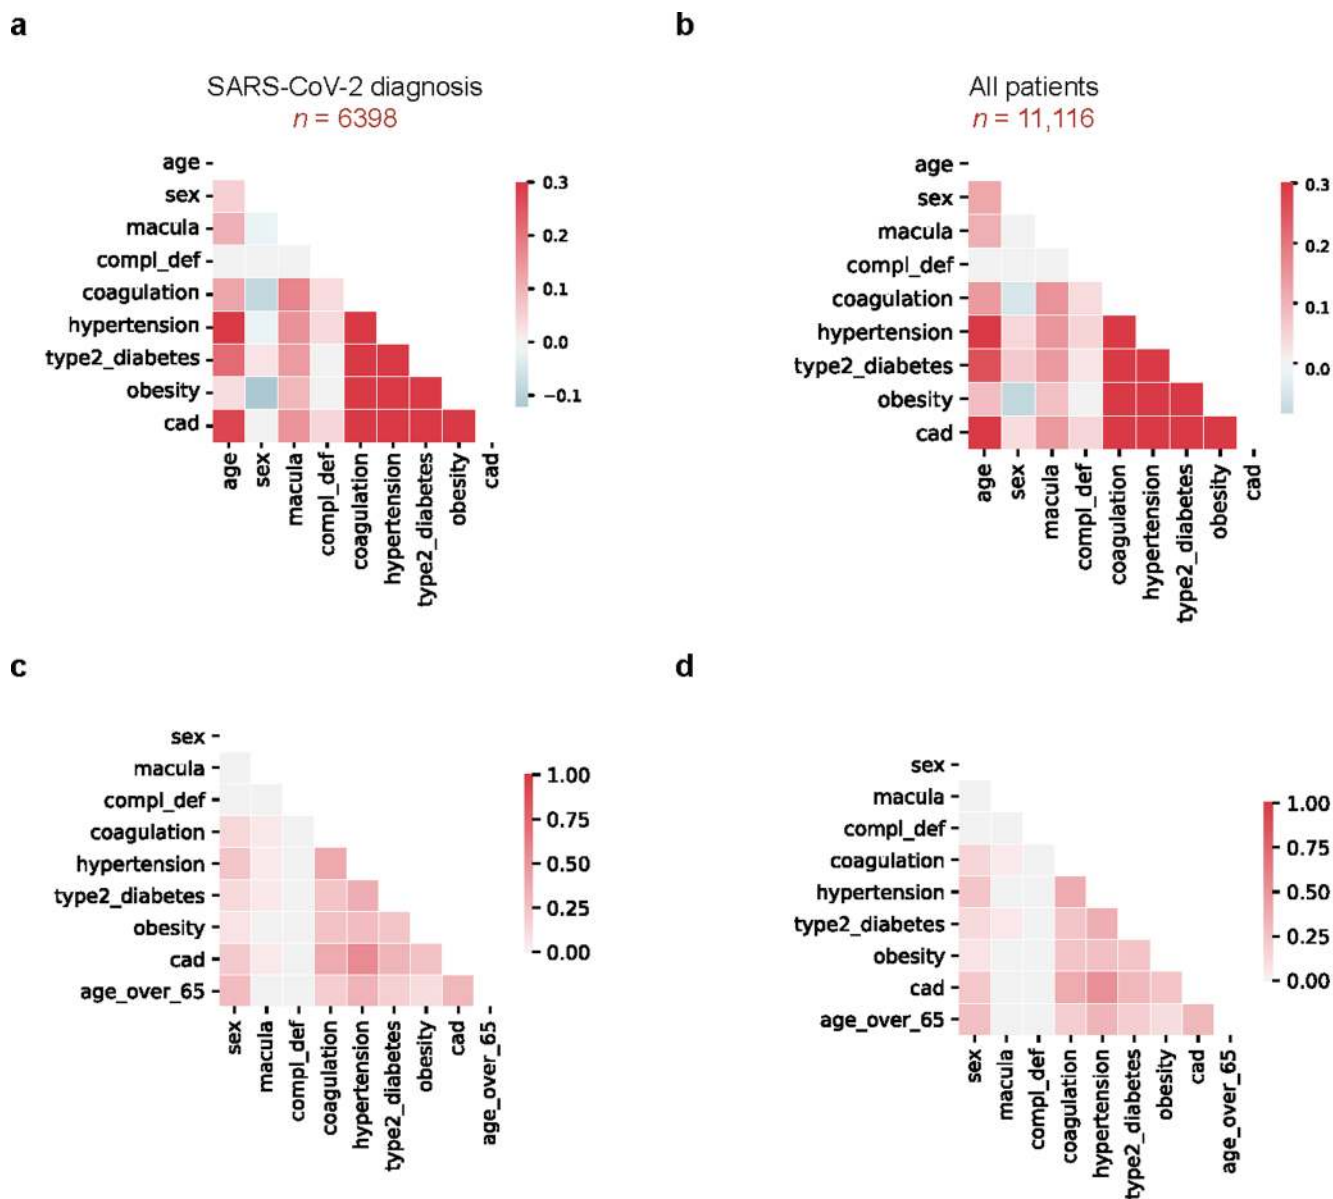 a
SARS-CoV-2 diagnosis
n = 6398
age
sex
macula
compl_def
coagulation
hypertension
type2_diabetes
obesity
cad
0.3
0.2
0.1
0.0
−0.1
age
sex
macula
compl_def
coagulation
hypertension
type2_diabetes
obesity
cad
b
All patients
n = 11,116
age
sex
macula
compl_def
coagulation
hypertension
type2_diabetes
obesity
cad
0.3
0.2
0.1
0.0
age
sex
macula
compl_def
coagulation
hypertension
type2_diabetes
obesity
cad
c
sex
macula
compl_def
coagulation
hypertension
type2_diabetes
obesity
cad
age_over_65
1.00
0.75
0.50
0.25
0.00
sex
macula
compl_def
coagulation
hypertension
type2_diabetes
obesity
cad
age_over_65
d
sex
macula
compl_def
coagulation
hypertension
type2_diabetes
obesity
cad
age_over_65
1.00
0.75
0.50
0.25
0.00
sex
macula
compl_def
coagulation
hypertension
type2_diabetes
obesity
cad
age_over_65